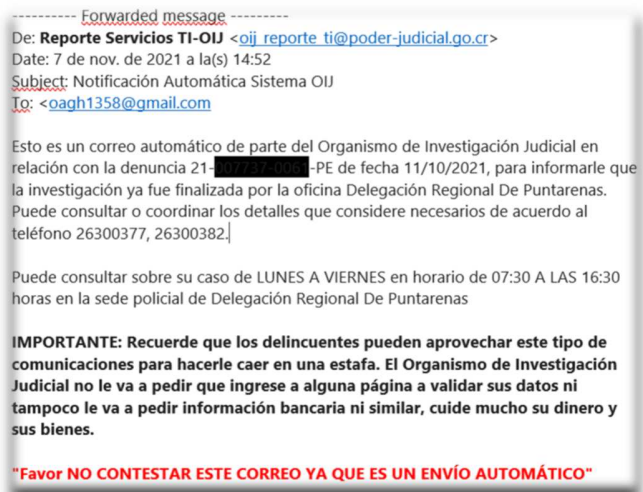 ---------- Forwarded message ---------
De: Reporte Servicios TI-OIJ <oij_reporte_ti@poder-judicial.go.cr>
Date: 7 de nov. de 2021 a la(s) 14:52
Subject: Notificación Automática Sistema OIJ
To: <oagh1358@gmail.com
Esto es un correo automático de parte del Organismo de Investigación Judicial en
relación con la denuncia 21- -PE de fecha 11/10/2021, para informarle que
la investigación ya fue finalizada por la oficina Delegación Regional De Puntarenas.
Puede consultar o coordinar los detalles que considere necesarios de acuerdo al
teléfono 26300377, 26300382.
Puede consultar sobre su caso de LUNES A VIERNES en horario de 07:30 A LAS 16:30
horas en la sede policial de Delegación Regional De Puntarenas
IMPORTANTE: Recuerde que los delincuentes pueden aprovechar este tipo de
comunicaciones para hacerle caer en una estafa. El Organismo de Investigación
Judicial no le va a pedir que ingrese a alguna página a validar sus datos ni
tampoco le va a pedir información bancaria ni similar, cuide mucho su dinero y
sus bienes.
"Favor NO CONTESTAR ESTE CORREO YA QUE ES UN ENVÍO AUTOMÁTICO"